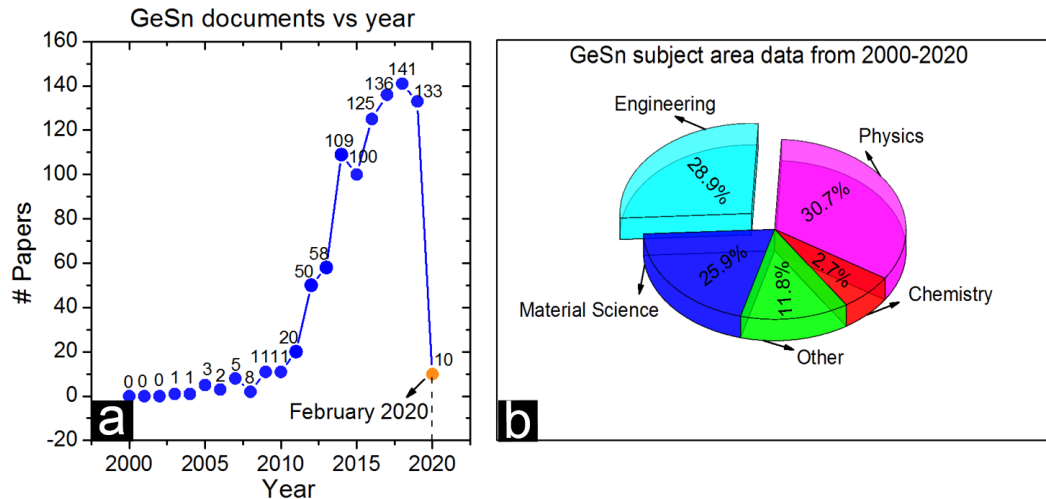 GeSn documents vs year
160
140
120
100
80
60
40
20
0
-20
# Papers
0 0 0 1 1 3 2 5 8 11 11 20 50 58 109 100 125 136 141 133 10
February 2020
2000 2005 2010 2015 2020
Year
a
GeSn subject area data from 2000-2020
Engineering
Physics
28.9%
30.7%
25.9%
2.7%
11.8%
Material Science
Chemistry
Other
b